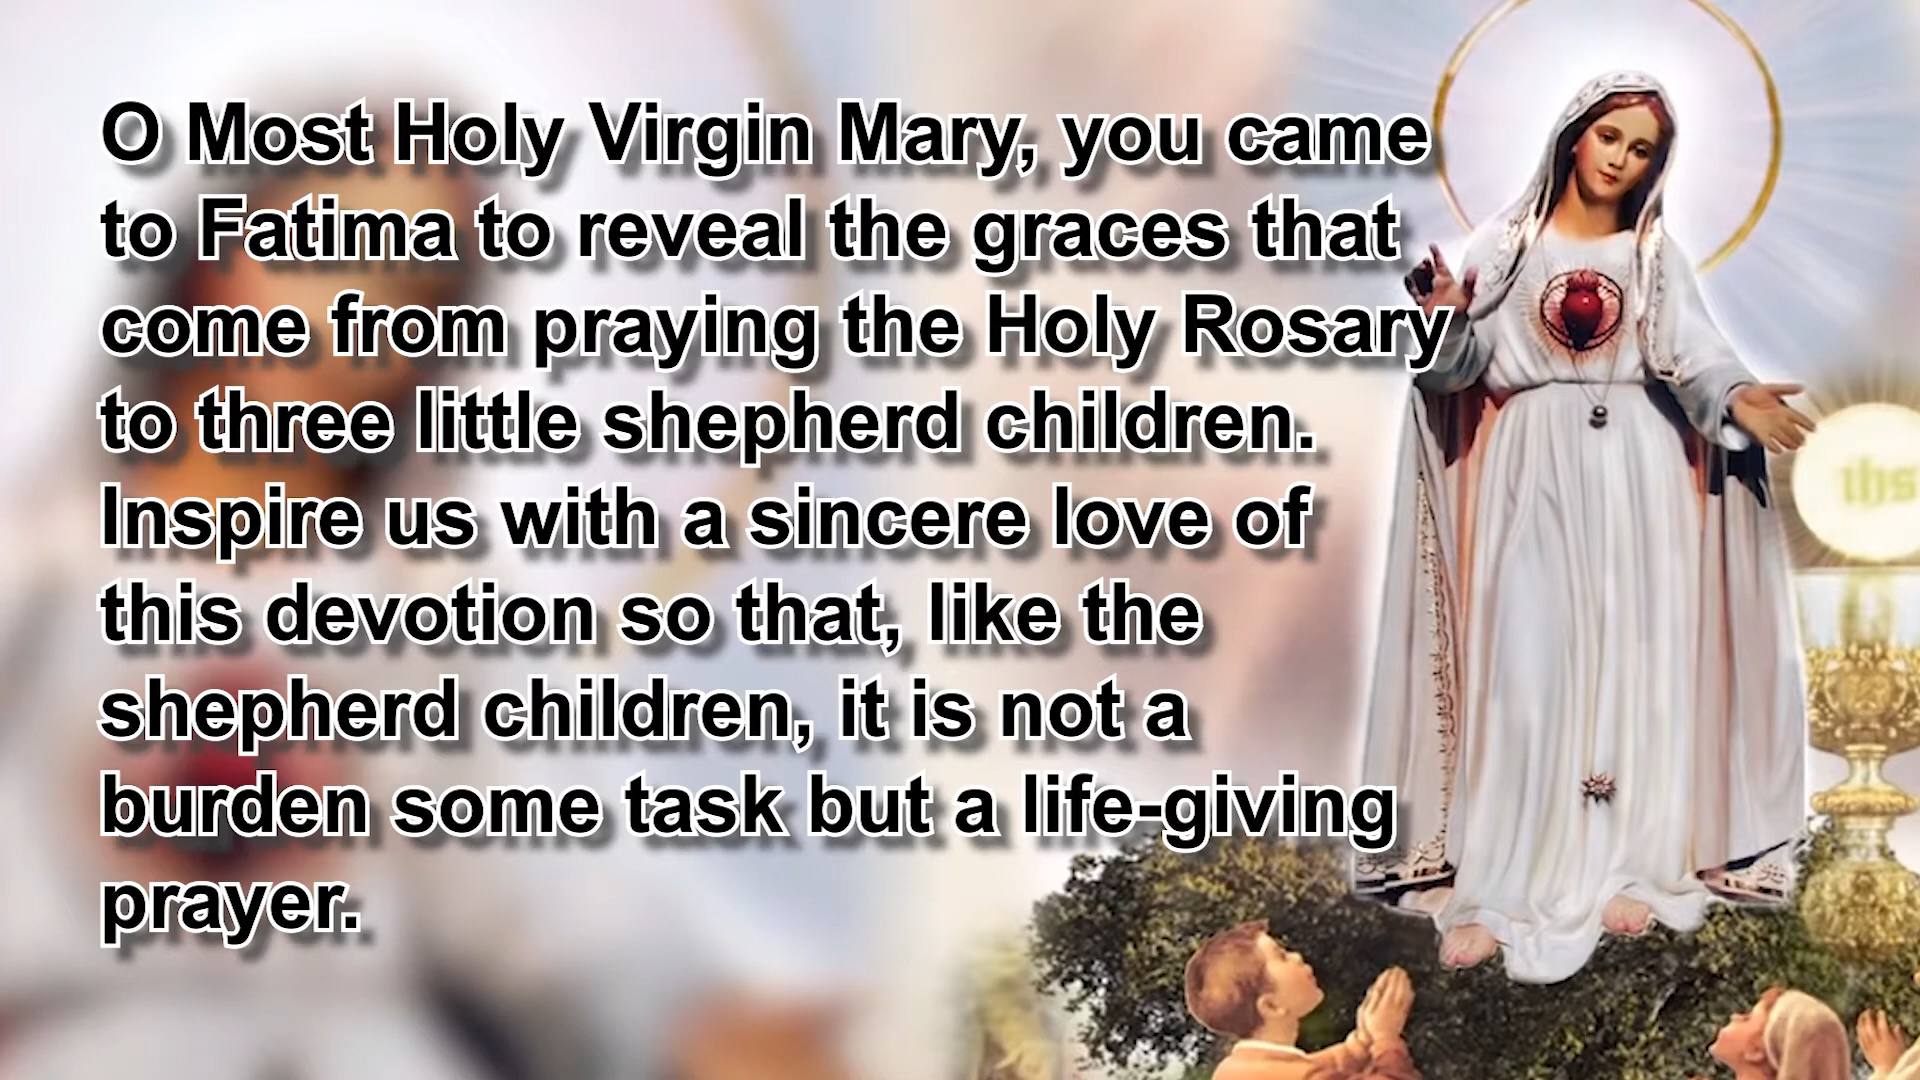 O Most Holy Virgin Mary, you came
to Fatima to reveal the graces that
come from praying the Holy Rosary
to three little shepherd children.
Inspire us with a sincere love of
this devotion so that, like the
shepherd children, it is not a
burden some task but a life-giving
prayer.
ihs